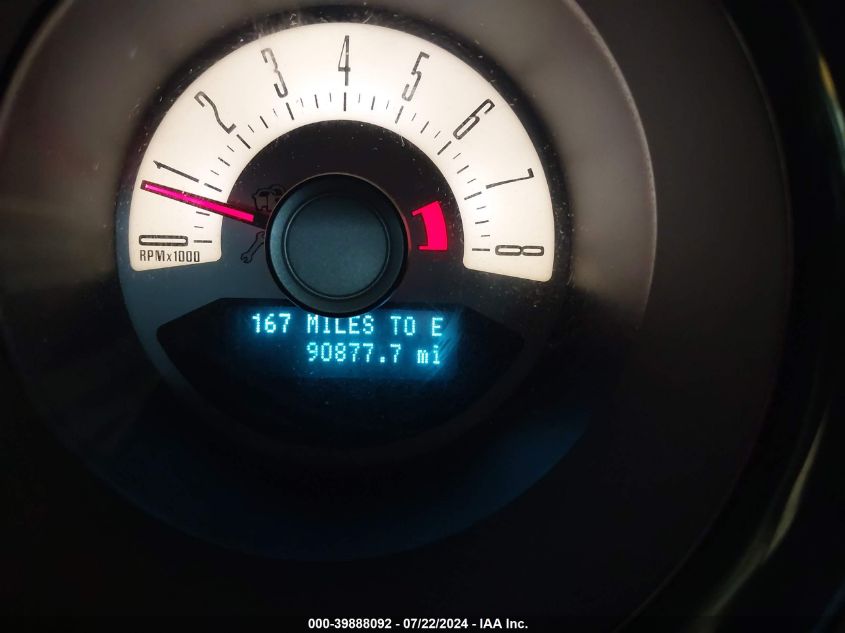 0 1 2 3 4 5 6 7 8
RPMx1000
167 MILES TO E
90877.7 mi
000-39888092 - 07/22/2024 - IAA Inc.